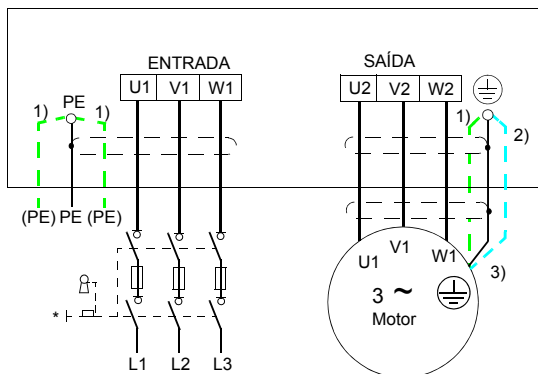 ENTRADA
U1 V1 W1
SAÍDA
U2 V2 W2
1) PE 1)
1)
2)
(PE) PE (PE)
U1 V1 W1
3)
3 ~
Motor
*
L1 L2 L3